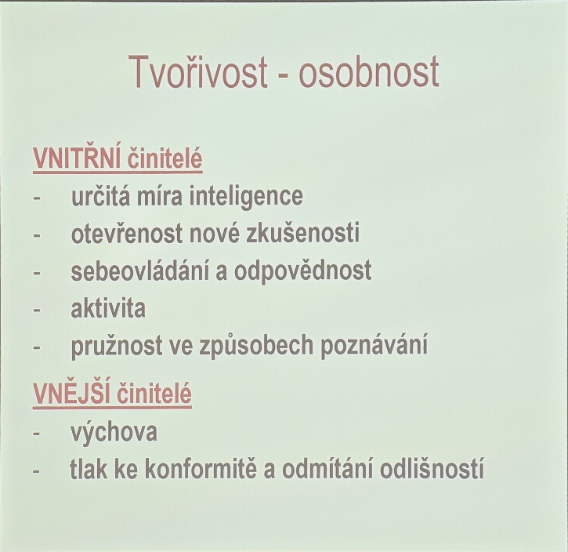 Tvořivost - osobnost
VNITŘNÍ činitelé
- určitá míra inteligence
- otevřenost nové zkušenosti
- sebeovládání a odpovědnost
- aktivita
- pružnost ve způsobech poznávání
VNĚJŠÍ činitelé
- výchova
- tlak ke konformitě a odmítání odlišností